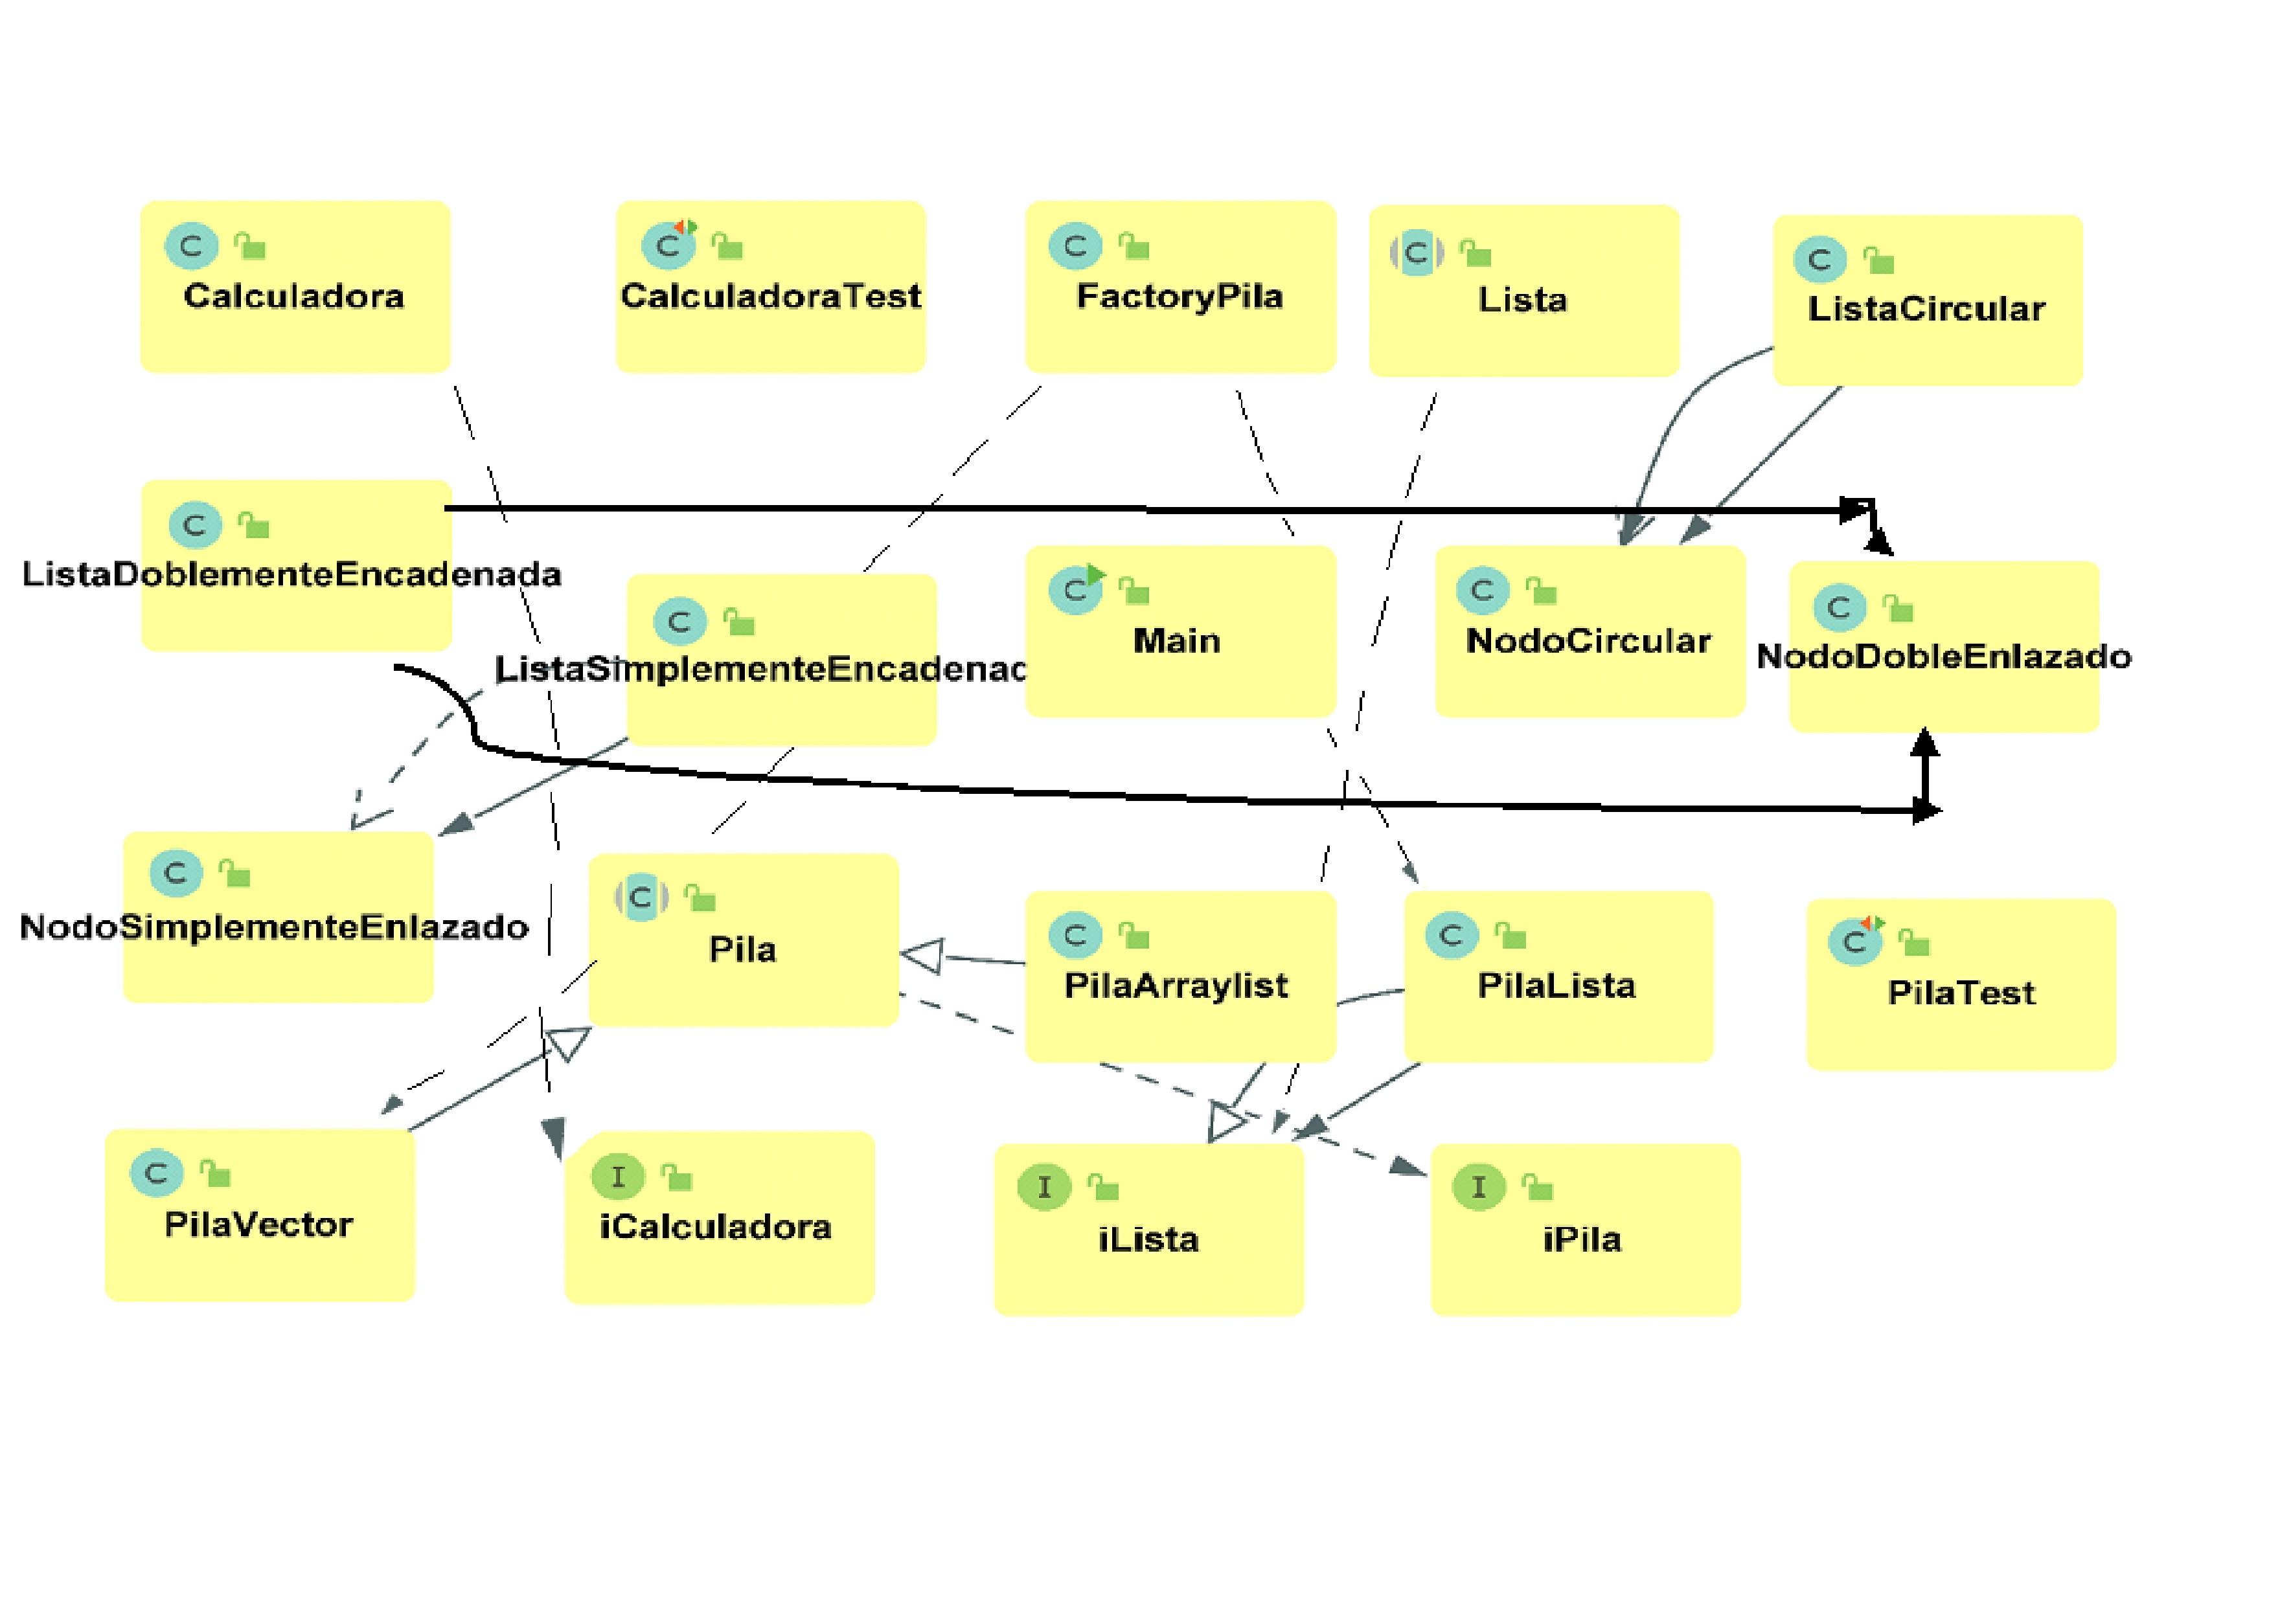 C
Calculadora
C
CalculadoraTest
C
FactoryPila
C
Lista
C
ListaCircular
C
ListaDoblementeEncadenada
C
ListaSimplementeEncadenac
C
Main
C
NodoCircular
C
NodoDobleEnlazado
C
NodoSimplementeEnlazado
C
Pila
C
PilaArraylist
C
PilaLista
C
PilaTest
C
PilaVector
I
iCalculadora
I
iLista
I
iPila